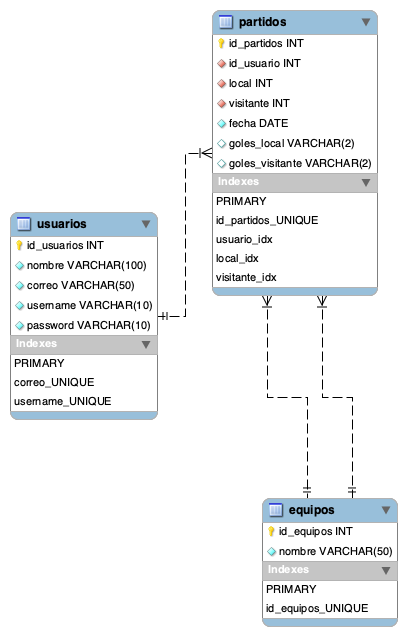 partidos
id_partidos INT
id_usuario INT
local INT
visitante INT
fecha DATE
goles_local VARCHAR(2)
goles_visitante VARCHAR(2)
Indexes
PRIMARY
id_partidos_UNIQUE
usuario_idx
local_idx
visitante_idx
usuarios
id_usuarios INT
nombre VARCHAR(100)
correo VARCHAR(50)
username VARCHAR(10)
password VARCHAR(10)
Indexes
PRIMARY
correo_UNIQUE
username_UNIQUE
equipos
id_equipos INT
nombre VARCHAR(50)
Indexes
PRIMARY
id_equipos_UNIQUE